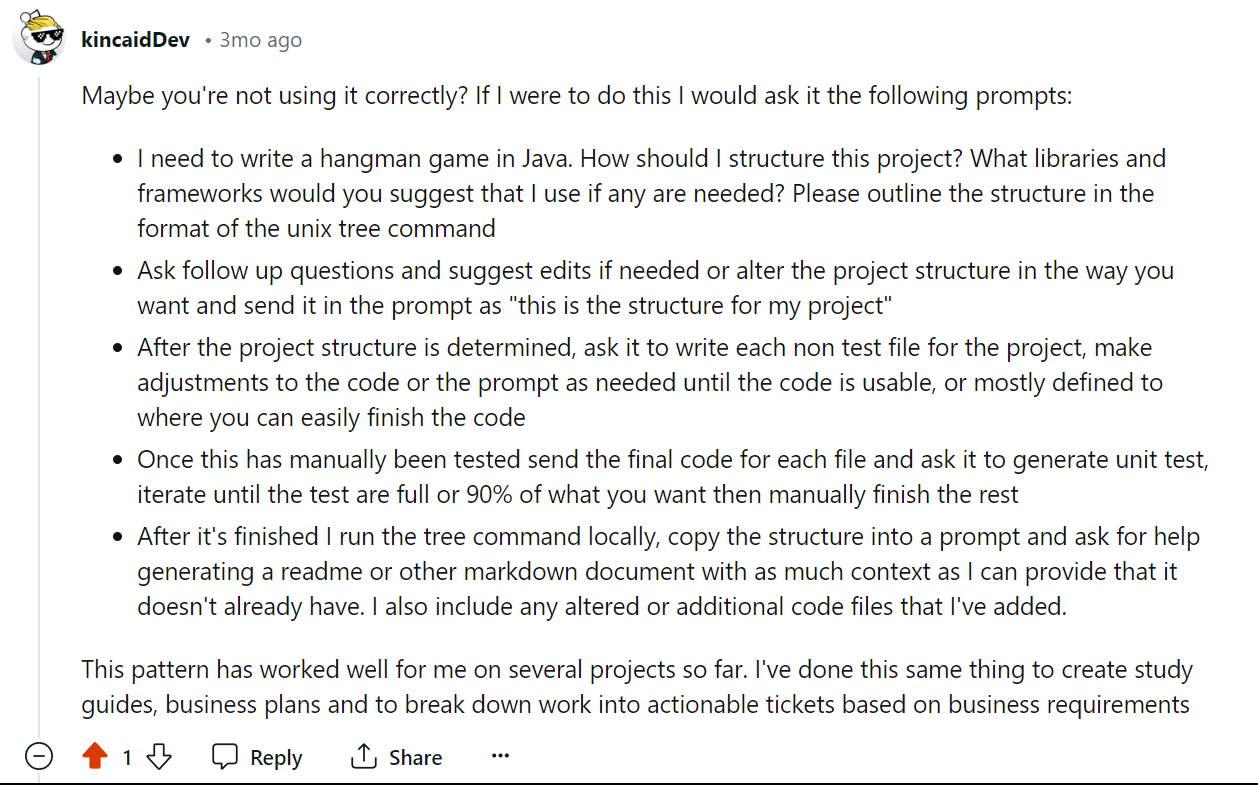 kincaidDev • 3mo ago
Maybe you're not using it correctly? If I were to do this I would ask it the following prompts:
• I need to write a hangman game in Java. How should I structure this project? What libraries and
frameworks would you suggest that I use if any are needed? Please outline the structure in the
format of the unix tree command
• Ask follow up questions and suggest edits if needed or alter the project structure in the way you
want and send it in the prompt as "this is the structure for my project"
• After the project structure is determined, ask it to write each non test file for the project, make
adjustments to the code or the prompt as needed until the code is usable, or mostly defined to
where you can easily finish the code
• Once this has manually been tested send the final code for each file and ask it to generate unit test,
iterate until the test are full or 90% of what you want then manually finish the rest
• After it's finished I run the tree command locally, copy the structure into a prompt and ask for help
generating a readme or other markdown document with as much context as I can provide that it
doesn't already have. I also include any altered or additional code files that I've added.
This pattern has worked well for me on several projects so far. I've done this same thing to create study
guides, business plans and to break down work into actionable tickets based on business requirements
1 Reply Share ...